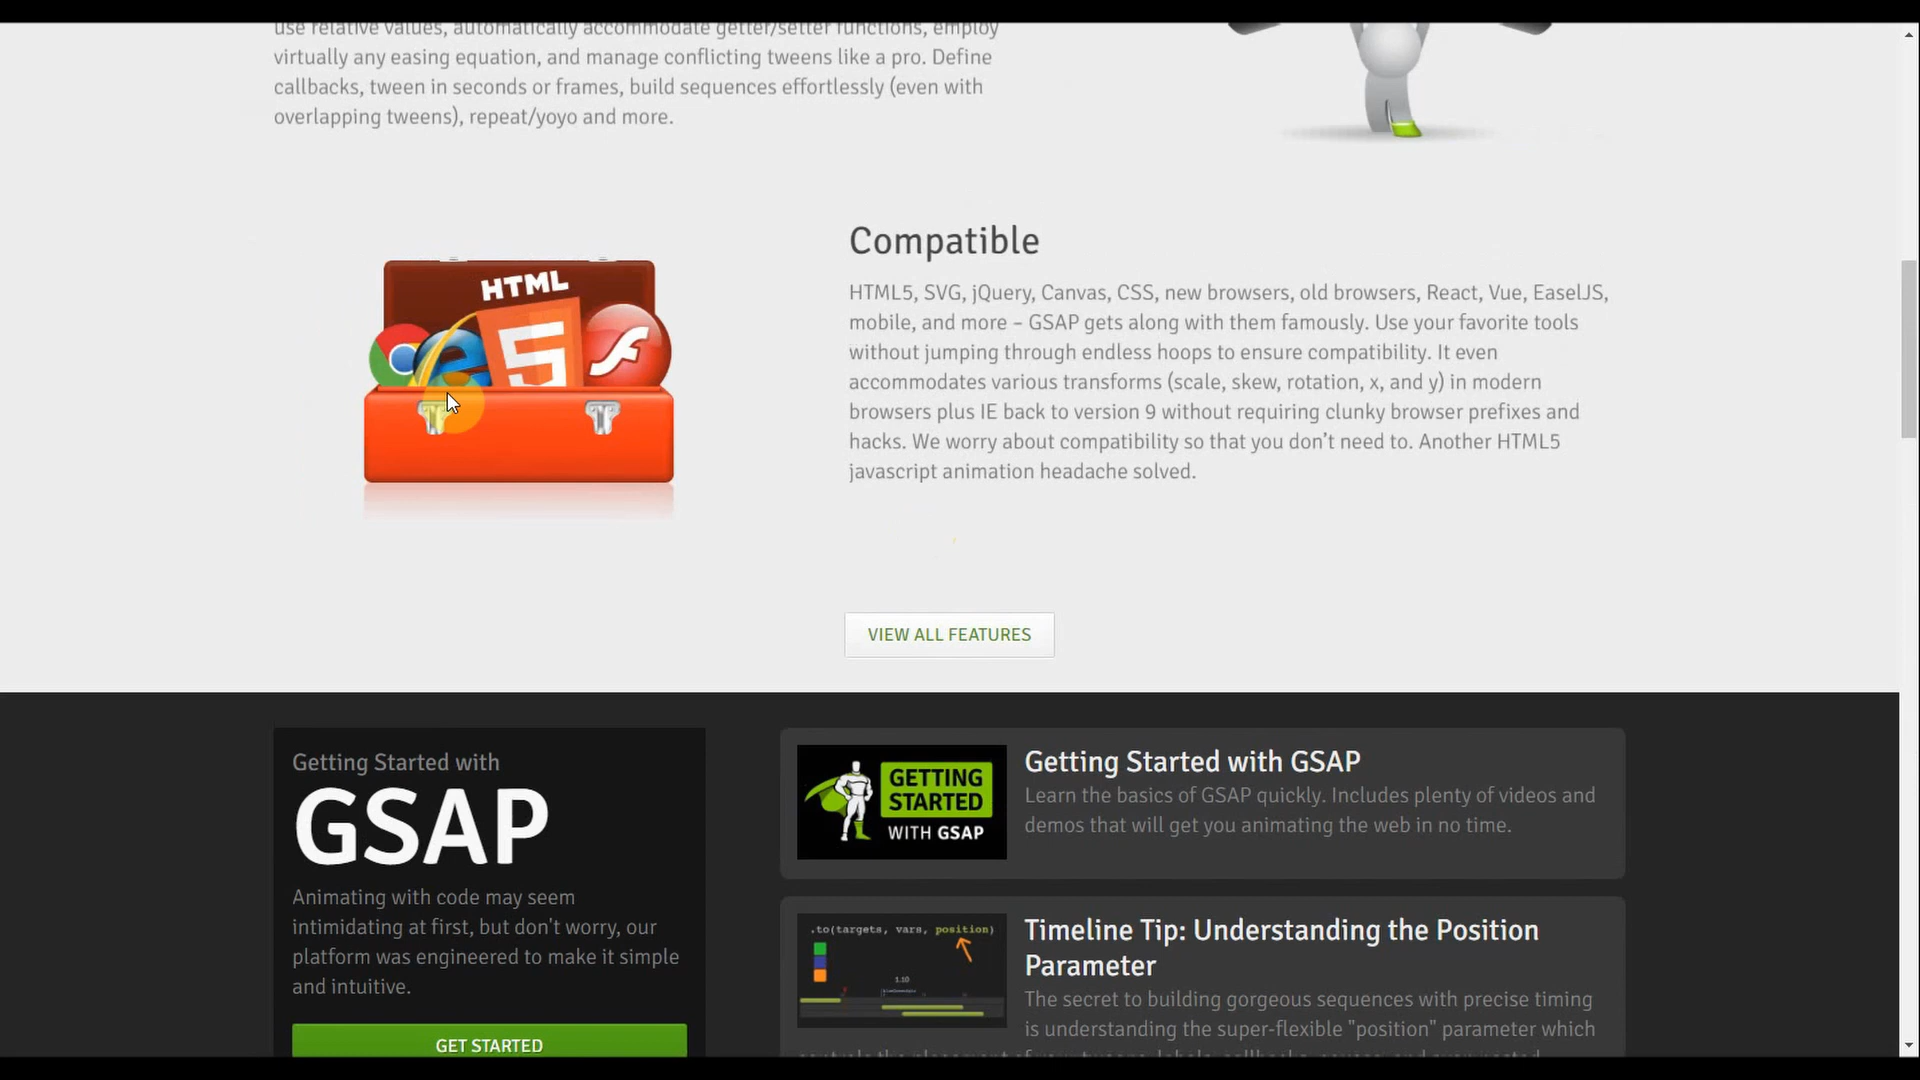 use relative values, automatically accommodate getter/setter functions, employ
virtually any easing equation, and manage conflicting tweens like a pro. Define
callbacks, tween in seconds or frames, build sequences effortlessly (even with
overlapping tweens), repeat/yoyo and more.
HTML
5
Compatible
HTML5, SVG, jQuery, Canvas, CSS, new browsers, old browsers, React, Vue, EaselJS,
mobile, and more – GSAP gets along with them famously. Use your favorite tools
without jumping through endless hoops to ensure compatibility. It even
accommodates various transforms (scale, skew, rotation, x, and y) in modern
browsers plus IE back to version 9 without requiring clunky browser prefixes and
hacks. We worry about compatibility so that you don’t need to. Another HTML5
javascript animation headache solved.
VIEW ALL FEATURES
Getting Started with
GSAP
Animating with code may seem
intimidating at first, but don't worry, our
platform was engineered to make it simple
and intuitive.
GET STARTED
GETTING
STARTED
WITH GSAP
Getting Started with GSAP
Learn the basics of GSAP quickly. Includes plenty of videos and
demos that will get you animating the web in no time.
.to(targets, vars, position)
1.10
Timeline Tip: Understanding the Position
Parameter
The secret to building gorgeous sequences with precise timing
is understanding the super-flexible "position" parameter which